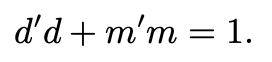 d′d + m′m = 1.